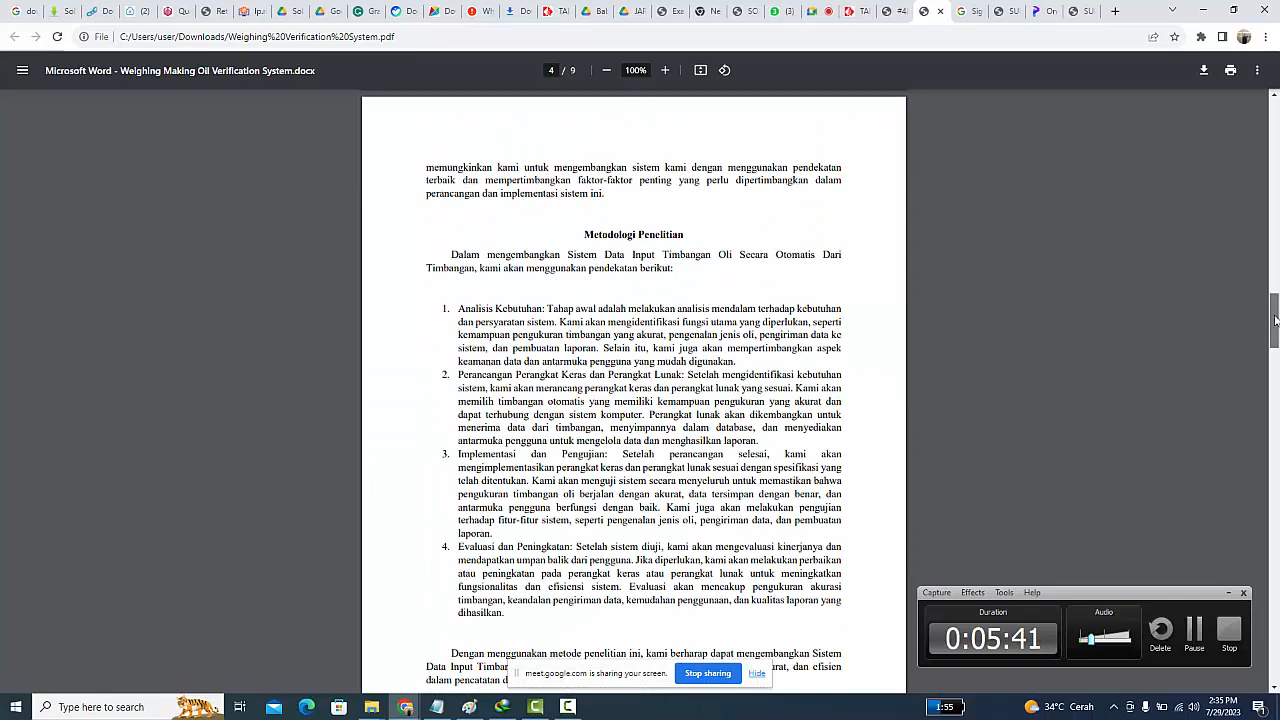 File
C:/Users/user/Downloads/Weighing%20Verification%20System.pdf
Microsoft Word - Weighing Making Oil Verification System.docx
4 / 9
100%
memungkinkan kami untuk mengembangkan sistem kami dengan menggunakan pendekatan
terbaik dan mempertimbangkan faktor-faktor penting yang perlu dipertimbangkan dalam
perancangan dan implementasi sistem ini.
Metodologi Penelitian
Dalam mengembangkan Sistem Data Input Timbangan Oli Secara Otomatis Dari
Timbangan, kami akan menggunakan pendekatan berikut:
1. Analisis Kebutuhan: Tahap awal adalah melakukan analisis mendalam terhadap kebutuhan
dan persyaratan sistem. Kami akan mengidentifikasi fungsi utama yang diperlukan, seperti
kemampuan pengukuran timbangan yang akurat, pengenalan jenis oli, pengiriman data ke
sistem, dan pembuatan laporan. Selain itu, kami juga akan mempertimbangkan aspek
keamanan data dan antarmuka pengguna yang mudah digunakan.
2. Perancangan Perangkat Keras dan Perangkat Lunak: Setelah mengidentifikasi kebutuhan
sistem, kami akan merancang perangkat keras dan perangkat lunak yang sesuai. Kami akan
memilih timbangan otomatis yang memiliki kemampuan pengukuran yang akurat dan
dapat terhubung dengan sistem komputer. Perangkat lunak akan dikembangkan untuk
menerima data dari timbangan, menyimpannya dalam database, dan menyediakan
antarmuka pengguna untuk mengelola data dan menghasilkan laporan.
3. Implementasi dan Pengujian: Setelah perancangan selesai, kami akan
mengimplementasikan perangkat keras dan perangkat lunak sesuai dengan spesifikasi yang
telah ditentukan. Kami akan menguji sistem secara menyeluruh untuk memastikan bahwa
pengukuran timbangan oli berjalan dengan akurat, data tersimpan dengan benar, dan
antarmuka pengguna berfungsi dengan baik. Kami juga akan melakukan pengujian
terhadap fitur-fitur sistem, seperti pengenalan jenis oli, pengiriman data, dan pembuatan
laporan.
4. Evaluasi dan Peningkatan: Setelah sistem diuji, kami akan mengevaluasi kinerjanya dan
mendapatkan umpan balik dari pengguna. Jika diperlukan, kami akan melakukan perbaikan
atau peningkatan pada perangkat keras atau perangkat lunak untuk meningkatkan
fungsionalitas dan efisiensi sistem. Evaluasi akan mencakup pengukuran akurasi
timbangan, keandalan pengiriman data, kemudahan penggunaan, dan kualitas laporan yang
dihasilkan.
Dengan menggunakan metode penelitian ini, kami berharap dapat mengembangkan Sistem
Data Input dan efisien
dalam pencatatan
meet.google.com is sharing your screen. Stop sharing Hide
Capture Effects Tools Help
Duration Audio
0:05:41
Delete Pause Stop
Type here to search
1:55
34°C Cerah
2:35 PM
7/29/2023